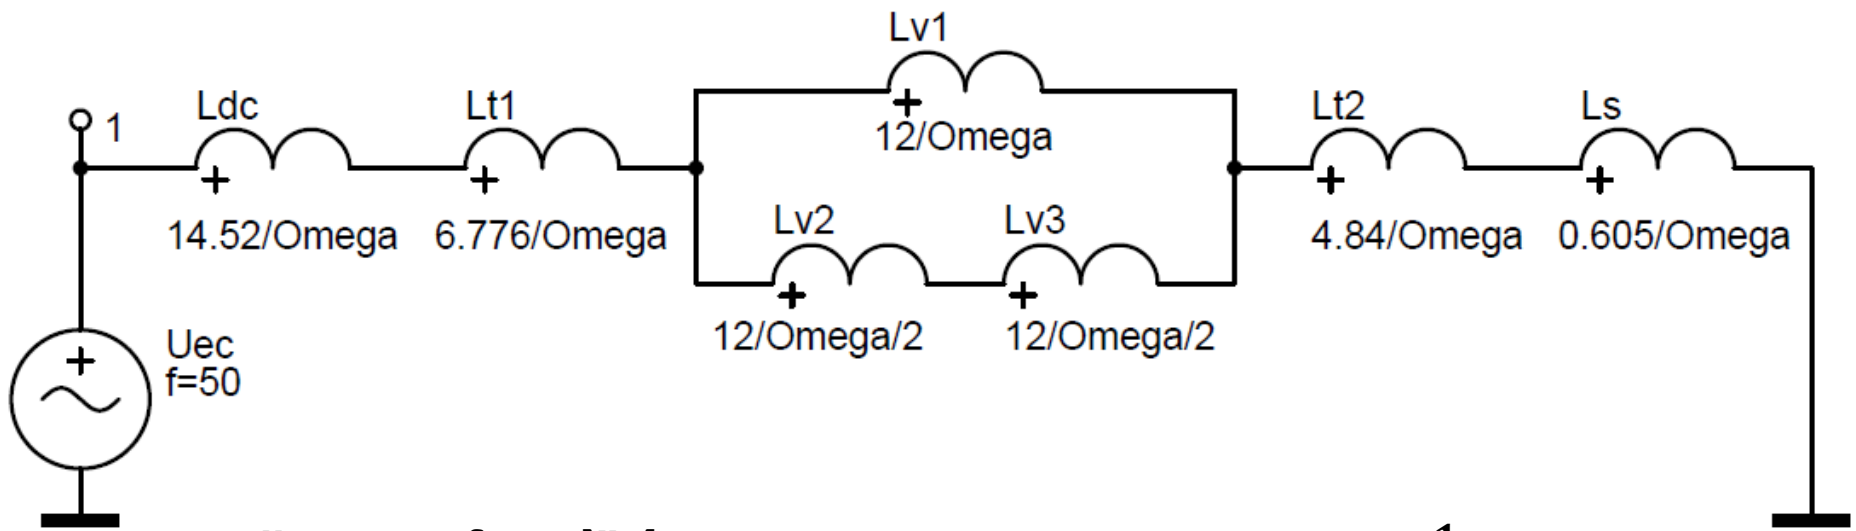 Lv1
12/Omega
1
Ldc
14.52/Omega
Lt1
6.776/Omega
Lv2
12/Omega/2
Lv3
12/Omega/2
Lt2
4.84/Omega
Ls
0.605/Omega
Uec
f=50